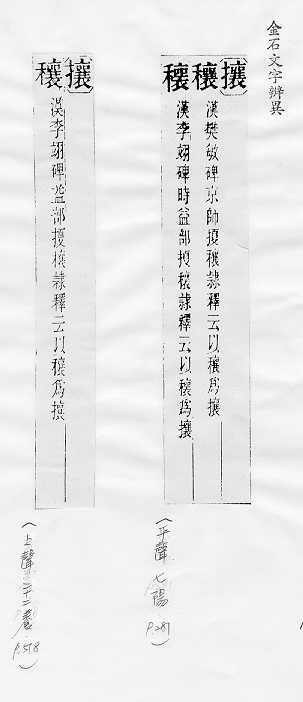 金石文字辨異
攘
穰
漢樊敏碑京師擾穰隸釋云以穰爲攘
穰
漢李翊碑時益部擾穰隸釋云以穰爲攘
(平聲七陽 P.281)
攘
穰
漢李翊碑益部擾穰隸釋云以穰爲攘
(上聲二十二養 P.518)